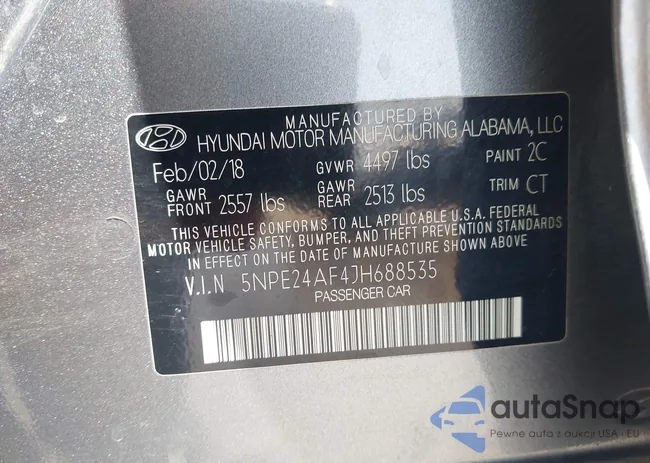 MANUFACTURED BY
HYUNDAI MOTOR MANUFACTURING ALABAMA, LLC
Feb/02/18 GVWR 4497 lbs PAINT 2C
GAWR FRONT 2557 lbs GAWR REAR 2513 lbs TRIM CT
THIS VEHICLE CONFORMS TO ALL APPLICABLE U.S.A. FEDERAL
MOTOR VEHICLE SAFETY, BUMPER, AND THEFT PREVENTION STANDARDS
IN EFFECT ON THE DATE OF MANUFACTURE SHOWN ABOVE
V.I.N 5NPE24AF4JH688535
PASSENGER CAR
autaSnap
Pewne auta z aukcji USA i EU